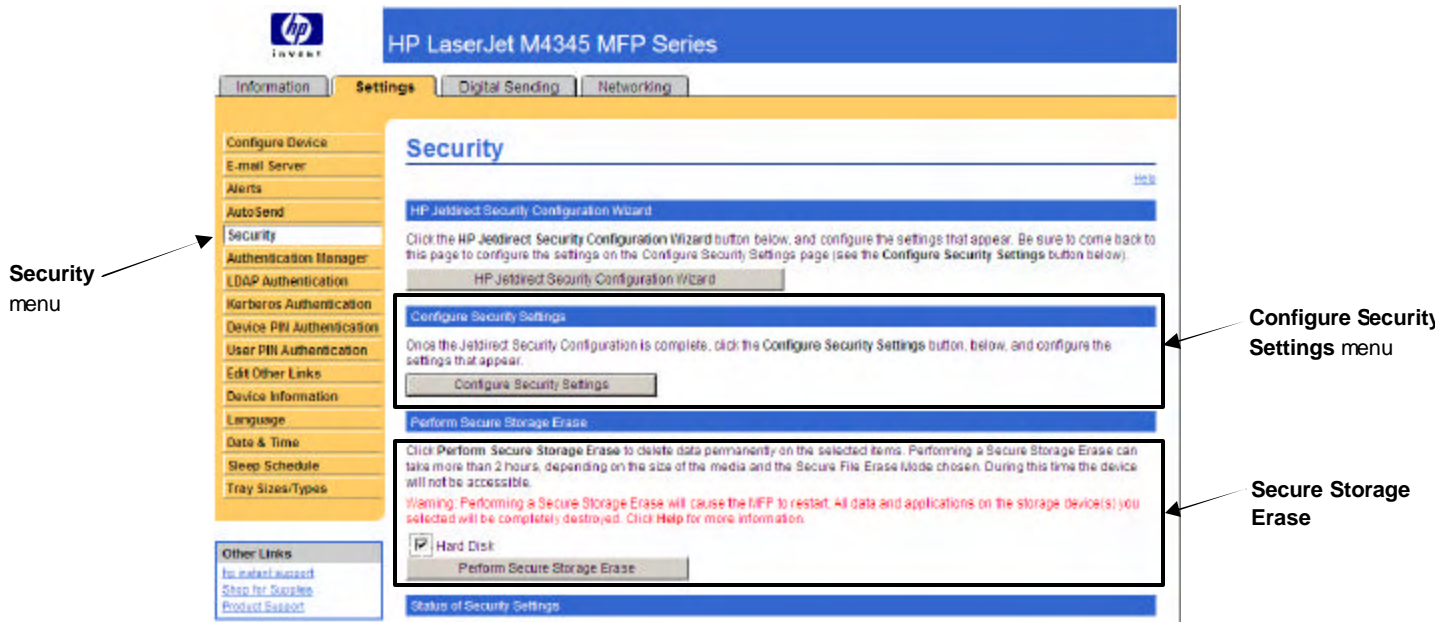 hp
invent
HP LaserJet M4345 MFP Series
Information
Settings
Digital Sending
Networking
Configure Device
E-mail Server
Alerts
AutoSend
Security
Authentication Manager
LDAP Authentication
Kerberos Authentication
Device PIN Authentication
User PIN Authentication
Edit Other Links
Device Information
Language
Date & Time
Sleep Schedule
Tray Sizes/Types
Other Links
hp instant support
Shop for Supplies
Product Support
Security
menu
Security
Help
HP Jetdirect Security Configuration Wizard
Click the HP Jetdirect Security Configuration Wizard button below, and configure the settings that appear. Be sure to come back to
this page to configure the settings on the Configure Security Settings page (see the Configure Security Settings button below).
HP Jetdirect Security Configuration Wizard
Configure Security Settings
Once the Jetdirect Security Configuration is complete, click the Configure Security Settings button, below, and configure the
settings that appear.
Configure Security Settings
Perform Secure Storage Erase
Click Perform Secure Storage Erase to delete data permanently on the selected items. Performing a Secure Storage Erase can
take more than 2 hours, depending on the size of the media and the Secure File Erase Mode chosen. During this time the device
will not be accessible.
Warning: Performing a Secure Storage Erase will cause the MFP to restart. All data and applications on the storage device(s) you
selected will be completely destroyed. Click Help for more information.
Hard Disk
Perform Secure Storage Erase
Status of Security Settings
Configure Security
Settings menu
Secure Storage
Erase